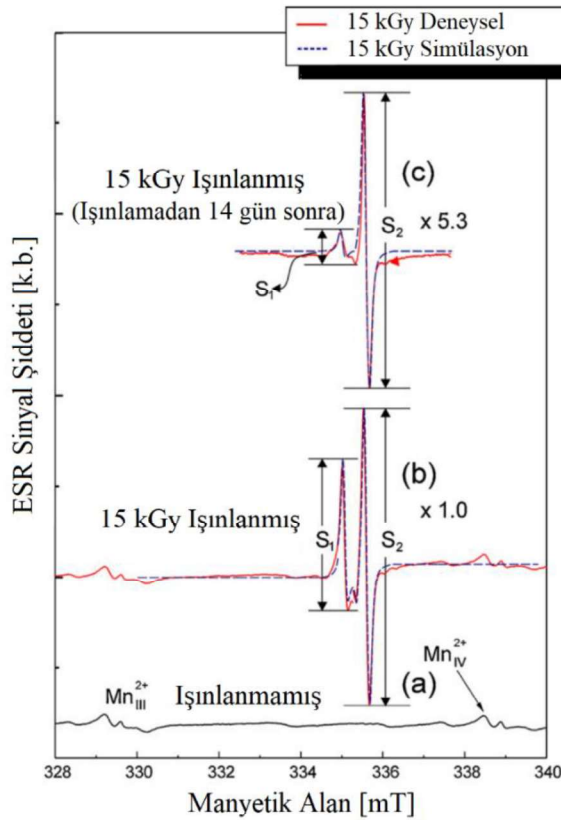 15 kGy Deneysel
15 kGy Simülasyon
(c)
15 kGy Işınlanmış
(Işınlamadan 14 gün sonra)
S₂ x 5.3
S₁
ESR Sinyal Şiddeti [k.b.]
(b)
x 1.0
15 kGy Işınlanmış
S₁
S₂
Mn²⁺III
Işınlanmamış
(a)
Mn²⁺IV
328 330 332 334 336 338 340
Manyetik Alan [mT]